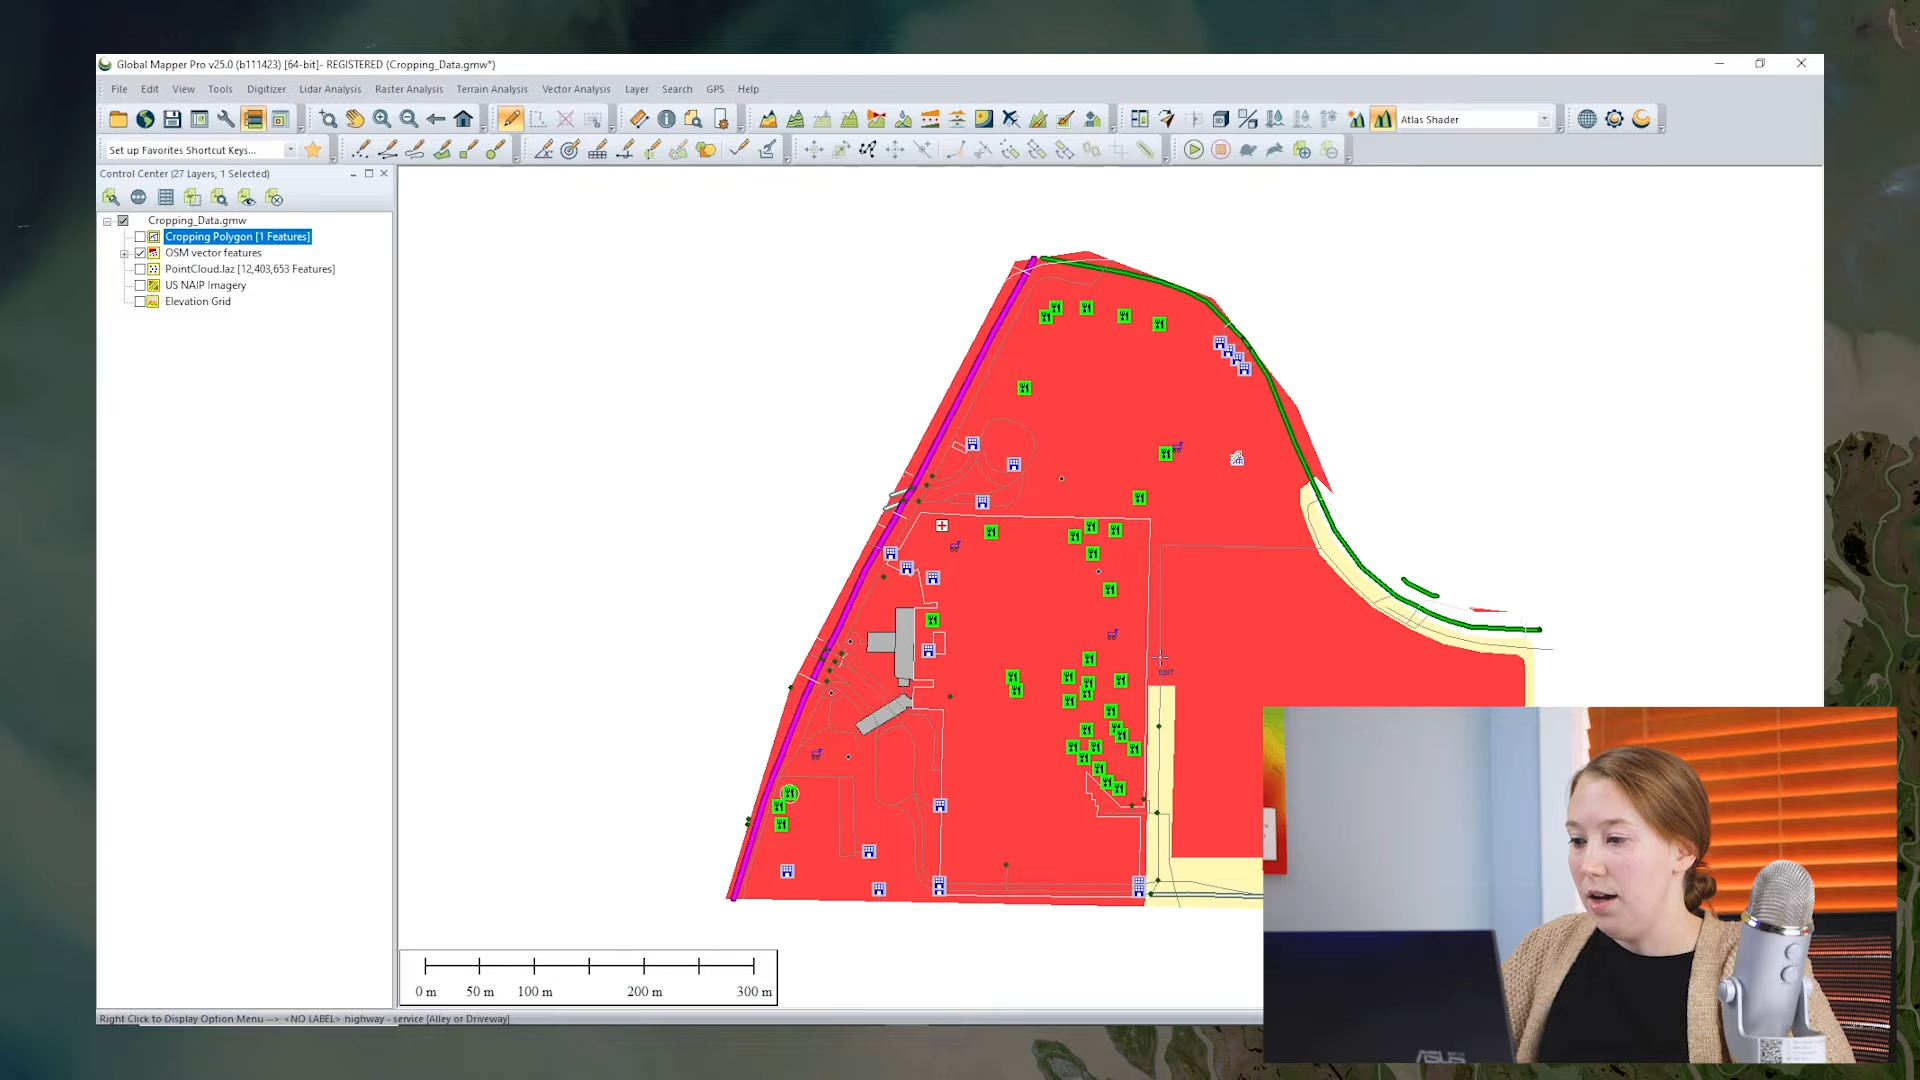 Global Mapper Pro v25.0 (b111423) [64-bit]- REGISTERED (Cropping_Data.gmw*)
File Edit View Tools Digitizer Lidar Analysis Raster Analysis Terrain Analysis Vector Analysis Layer Search GPS Help
Atlas Shader
Set up Favorites Shortcut Keys...
Control Center (27 Layers, 1 Selected)
Cropping_Data.gmw
Cropping Polygon [1 Features]
OSM vector features
PointCloud.laz [12,403,653 Features]
US NAIP Imagery
Elevation Grid
EDIT
0 m 50 m 100 m 200 m 300 m
Right Click to Display Option Menu --> <NO LABEL> highway - service [Alley or Driveway]
ASUS